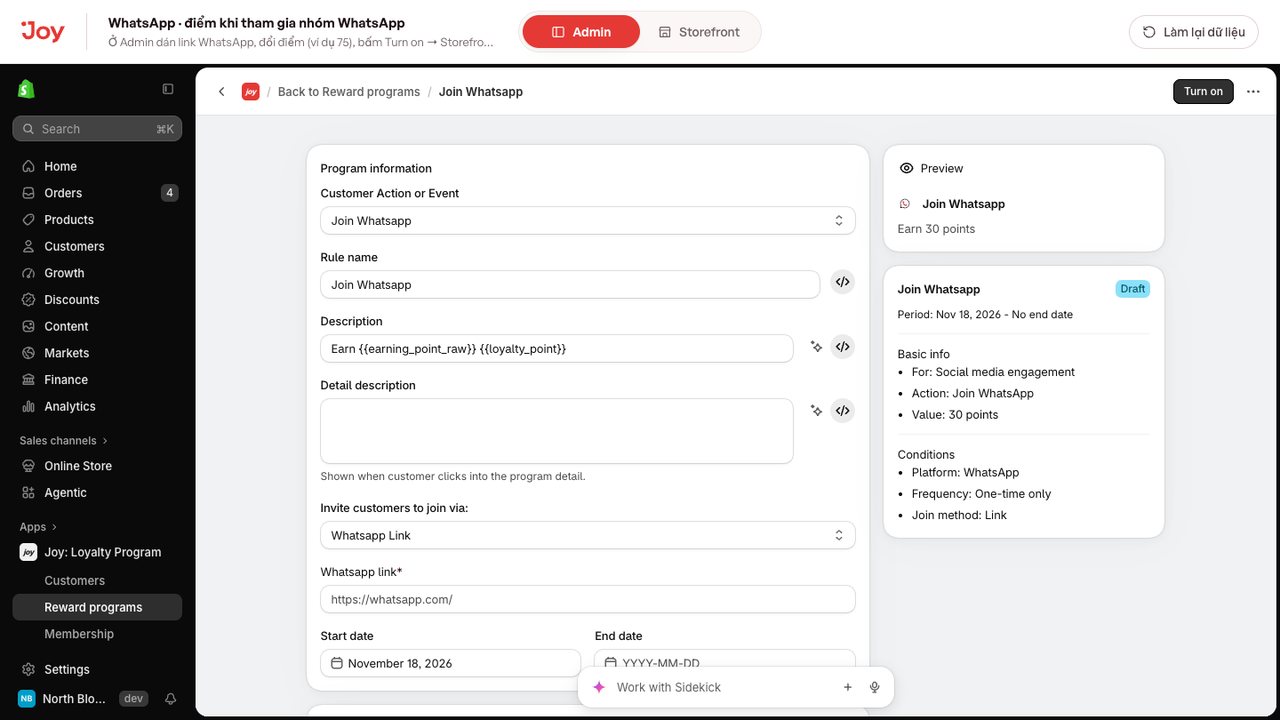 Joy
WhatsApp · điểm khi tham gia nhóm WhatsApp
Ở Admin dán link WhatsApp, đổi điểm (ví dụ 75), bấm Turn on → Storefro...
Admin
Storefront
Làm lại dữ liệu
Search
⌘K
Home
Orders
4
Products
Customers
Growth
Discounts
Content
Markets
Finance
Analytics
Sales channels
Online Store
Agentic
Apps
joy
Joy: Loyalty Program
Customers
Reward programs
Membership
Settings
NB
North Blo...
dev
joy
/ Back to Reward programs / Join Whatsapp
Turn on
Program information
Customer Action or Event
Join Whatsapp
Rule name
Join Whatsapp
Description
Earn {{earning_point_raw}} {{loyalty_point}}
Detail description
Shown when customer clicks into the program detail.
Invite customers to join via:
Whatsapp Link
Whatsapp link*
https://whatsapp.com/
Start date
End date
November 18, 2026
YYYY-MM-DD
Work with Sidekick
Preview
Join Whatsapp
Earn 30 points
Join Whatsapp
Draft
Period: Nov 18, 2026 - No end date
Basic info
• For: Social media engagement
• Action: Join WhatsApp
• Value: 30 points
Conditions
• Platform: WhatsApp
• Frequency: One-time only
• Join method: Link